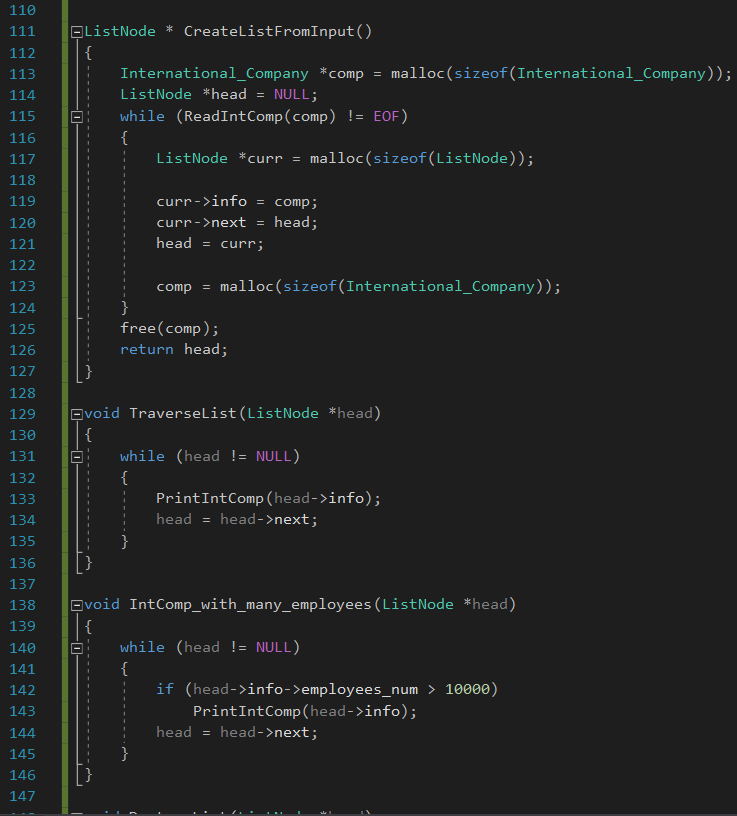 110
111 ListNode * CreateListFromInput()
112 {
113 International_Company *comp = malloc(sizeof(International_Company));
114 ListNode *head = NULL;
115 while (ReadIntComp(comp) != EOF)
116 {
117 ListNode *curr = malloc(sizeof(ListNode));
118
119 curr->info = comp;
120 curr->next = head;
121 head = curr;
122
123 comp = malloc(sizeof(International_Company));
124 }
125 free(comp);
126 return head;
127 }
128
129 void TraverseList(ListNode *head)
130 {
131 while (head != NULL)
132 {
133 PrintIntComp(head->info);
134 head = head->next;
135 }
136 }
137
138 void IntComp_with_many_employees(ListNode *head)
139 {
140 while (head != NULL)
141 {
142 if (head->info->employees_num > 10000)
143 PrintIntComp(head->info);
144 head = head->next;
145 }
146 }
147